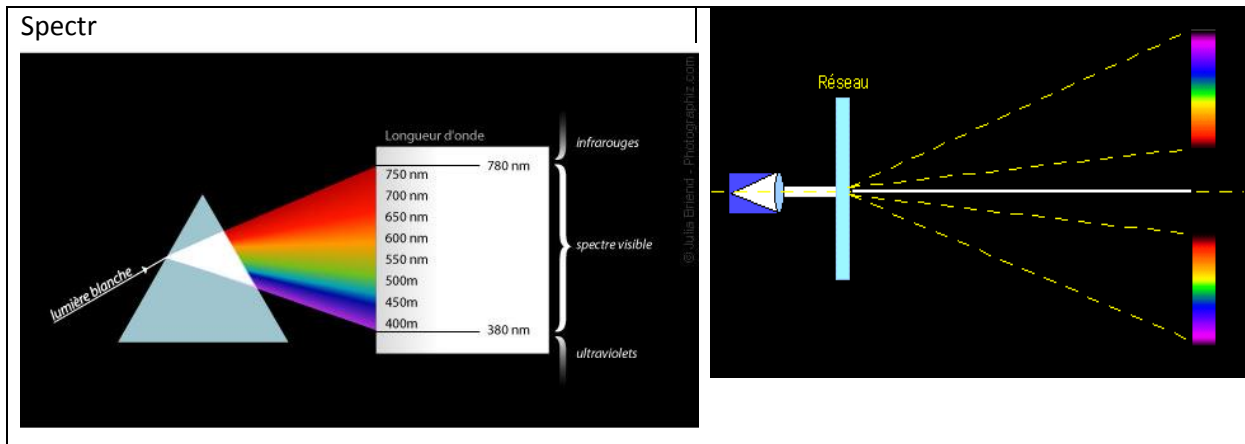 Spectr
Longueur d'onde
infrarouges
780 nm
750 nm
700 nm
650 nm
600 nm
spectre visible
550 nm
500m
450m
400m
380 nm
ultraviolets
lumière blanche
©Julia Briend - Photographiz.com
Réseau